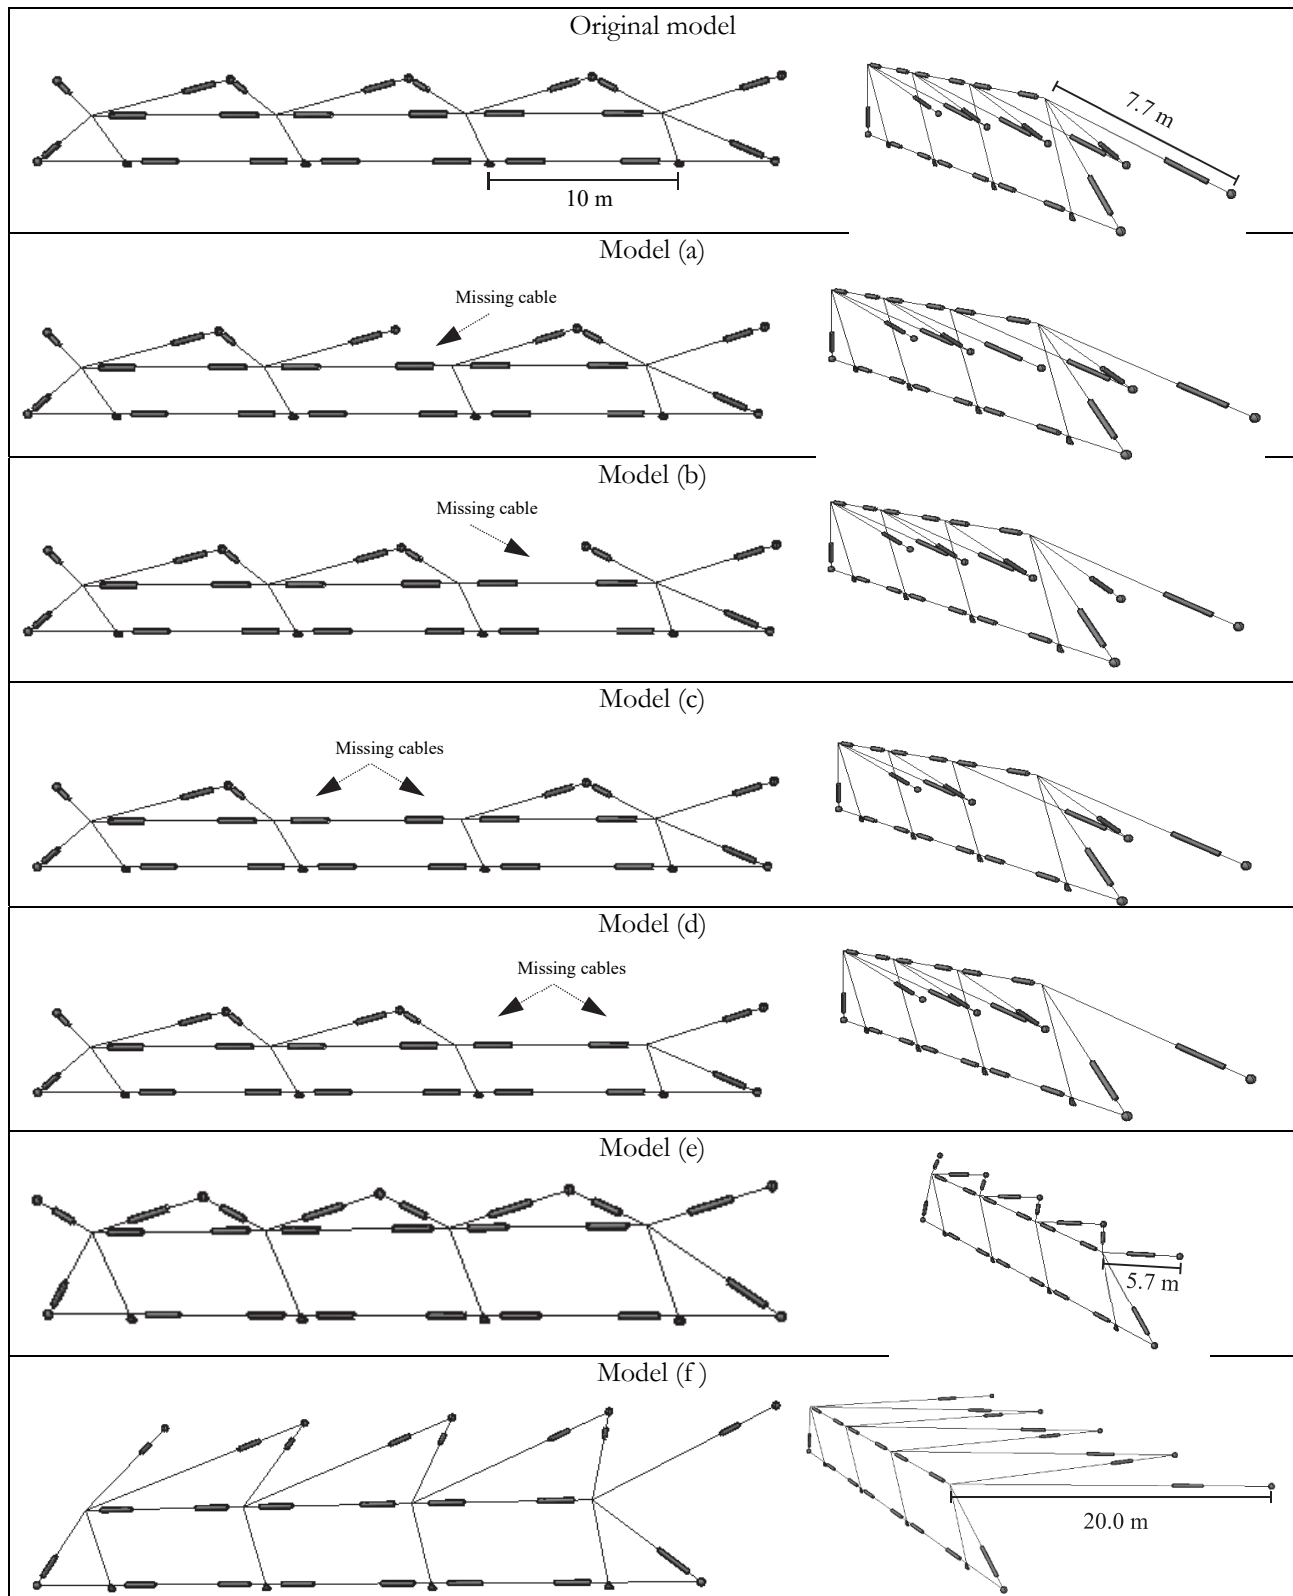 Original model
7.7 m
10 m
Model (a)
Missing cable
Model (b)
Missing cable
Model (c)
Missing cables
Model (d)
Missing cables
Model (e)
5.7 m
Model (f )
20.0 m